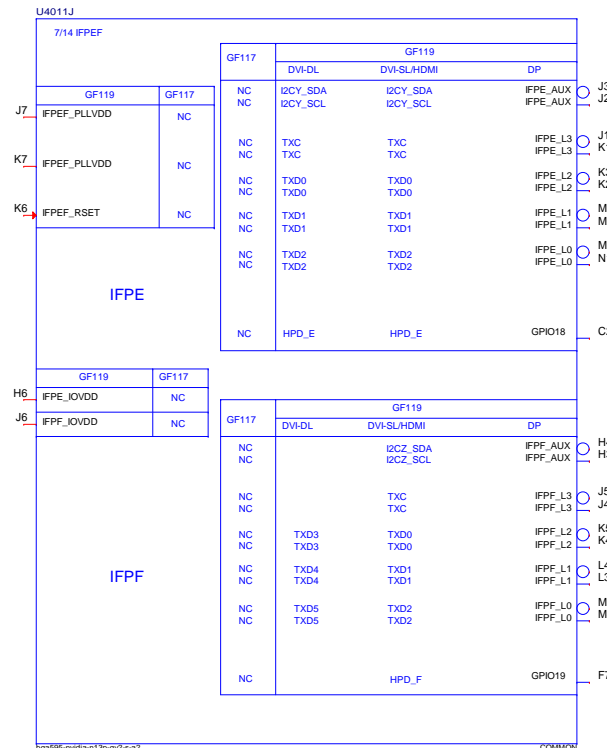 U4011J
7/14 IFPEF
GF117 GF119
DVI-DL DVI-SL/HDMI DP
NC I2CY_SDA I2CY_SDA IFPE_AUX
NC I2CY_SCL I2CY_SCL IFPE_AUX J2
GF119 GF117
J7 IFPEF_PLLVDD NC
K7 IFPEF_PLLVDD NC
K6 IFPEF_RSET NC
NC TXC TXC IFPE_L3
NC TXC TXC IFPE_L3
NC TXD0 TXD0 IFPE_L2
NC TXD0 TXD0 IFPE_L2
NC TXD1 TXD1 IFPE_L1
NC TXD1 TXD1 IFPE_L1
NC TXD2 TXD2 IFPE_L0
NC TXD2 TXD2 IFPE_L0
IFPE
NC HPD_E HPD_E GPIO18
GF119 GF117
H6 IFPE_IOVDD NC
J6 IFPF_IOVDD NC
GF117 GF119
DVI-DL DVI-SL/HDMI DP
NC I2CZ_SDA IFPF_AUX
NC I2CZ_SCL IFPF_AUX
NC TXC IFPF_L3
NC TXC IFPF_L3
NC TXD3 TXD0 IFPF_L2
NC TXD3 TXD0 IFPF_L2
NC TXD4 TXD1 IFPF_L1
NC TXD4 TXD1 IFPF_L1
NC TXD5 TXD2 IFPF_L0
NC TXD5 TXD2 IFPF_L0
IFPF
NC HPD_F GPIO19
COMMON